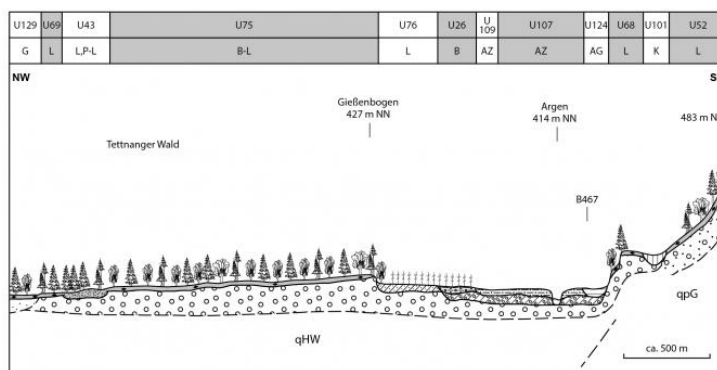 U129 U69 U43 U75 U76 U26 U 109 U107 U124 U68 U101 U52
G L L,P-L B-L L B AZ AZ AG L K L
NW S
Gießenbogen Argen
427 m NN 414 m NN 483 m N
Tettnanger Wald
B467
qpG
qHW
ca. 500 m